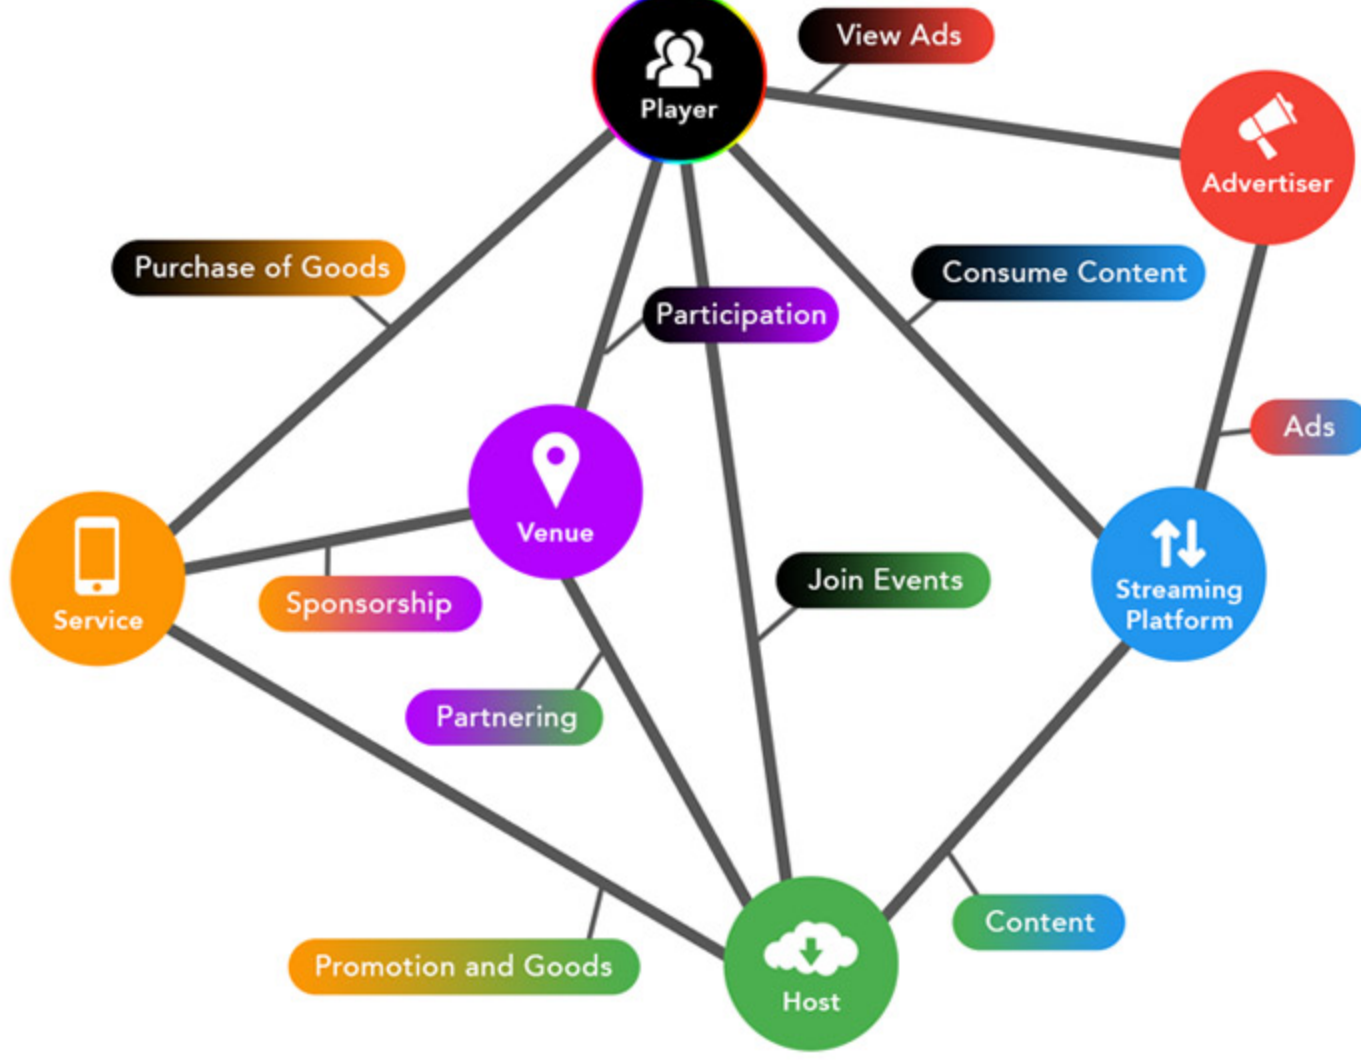 View Ads
Player
Advertiser
Purchase of Goods
Consume Content
Participation
Ads
Venue
Join Events
Streaming
Platform
Sponsorship
Service
Partnering
Content
Promotion and Goods
Host